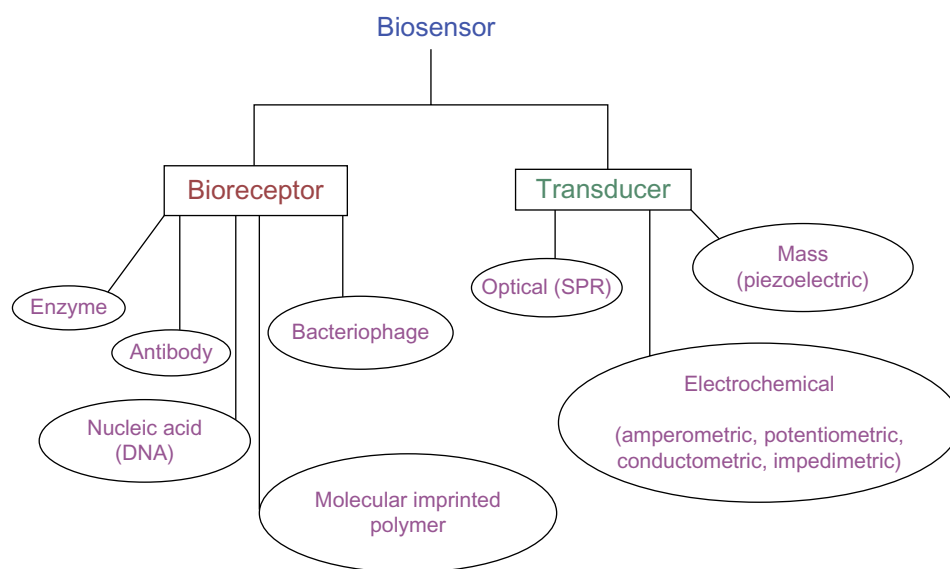 Biosensor
Bioreceptor
Transducer
Enzyme
Antibody
Nucleic acid
(DNA)
Molecular imprinted
polymer
Bacteriophage
Optical (SPR)
Mass
(piezoelectric)
Electrochemical
(amperometric, potentiometric,
conductometric, impedimetric)